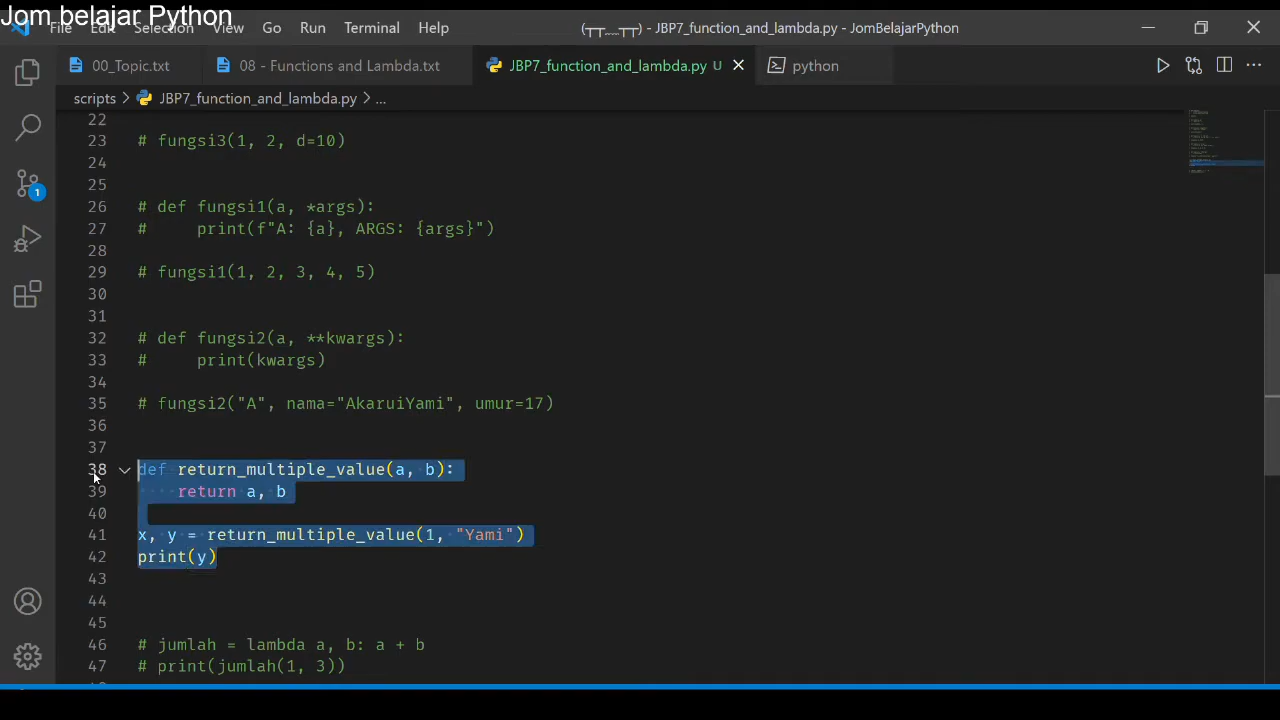 Jom belajar Python
File Edit Selection View Go Run Terminal Help (┬┬﹏┬┬) - JBP7_function_and_lambda.py - JomBelajarPython
00_Topic.txt 08 - Functions and Lambda.txt JBP7_function_and_lambda.py U python
scripts > JBP7_function_and_lambda.py > ...
22
23 # fungsi3(1, 2, d=10)
24
25
26 # def fungsi1(a, *args):
27 #     print(f"A: {a}, ARGS: {args}")
28
29 # fungsi1(1, 2, 3, 4, 5)
30
31
32 # def fungsi2(a, **kwargs):
33 #     print(kwargs)
34
35 # fungsi2("A", nama="AkaruiYami", umur=17)
36
37
38 def return_multiple_value(a, b):
39     return a, b
40
41 x, y = return_multiple_value(1, "Yami")
42 print(y)
43
44
45
46 # jumlah = lambda a, b: a + b
47 # print(jumlah(1, 3))
1